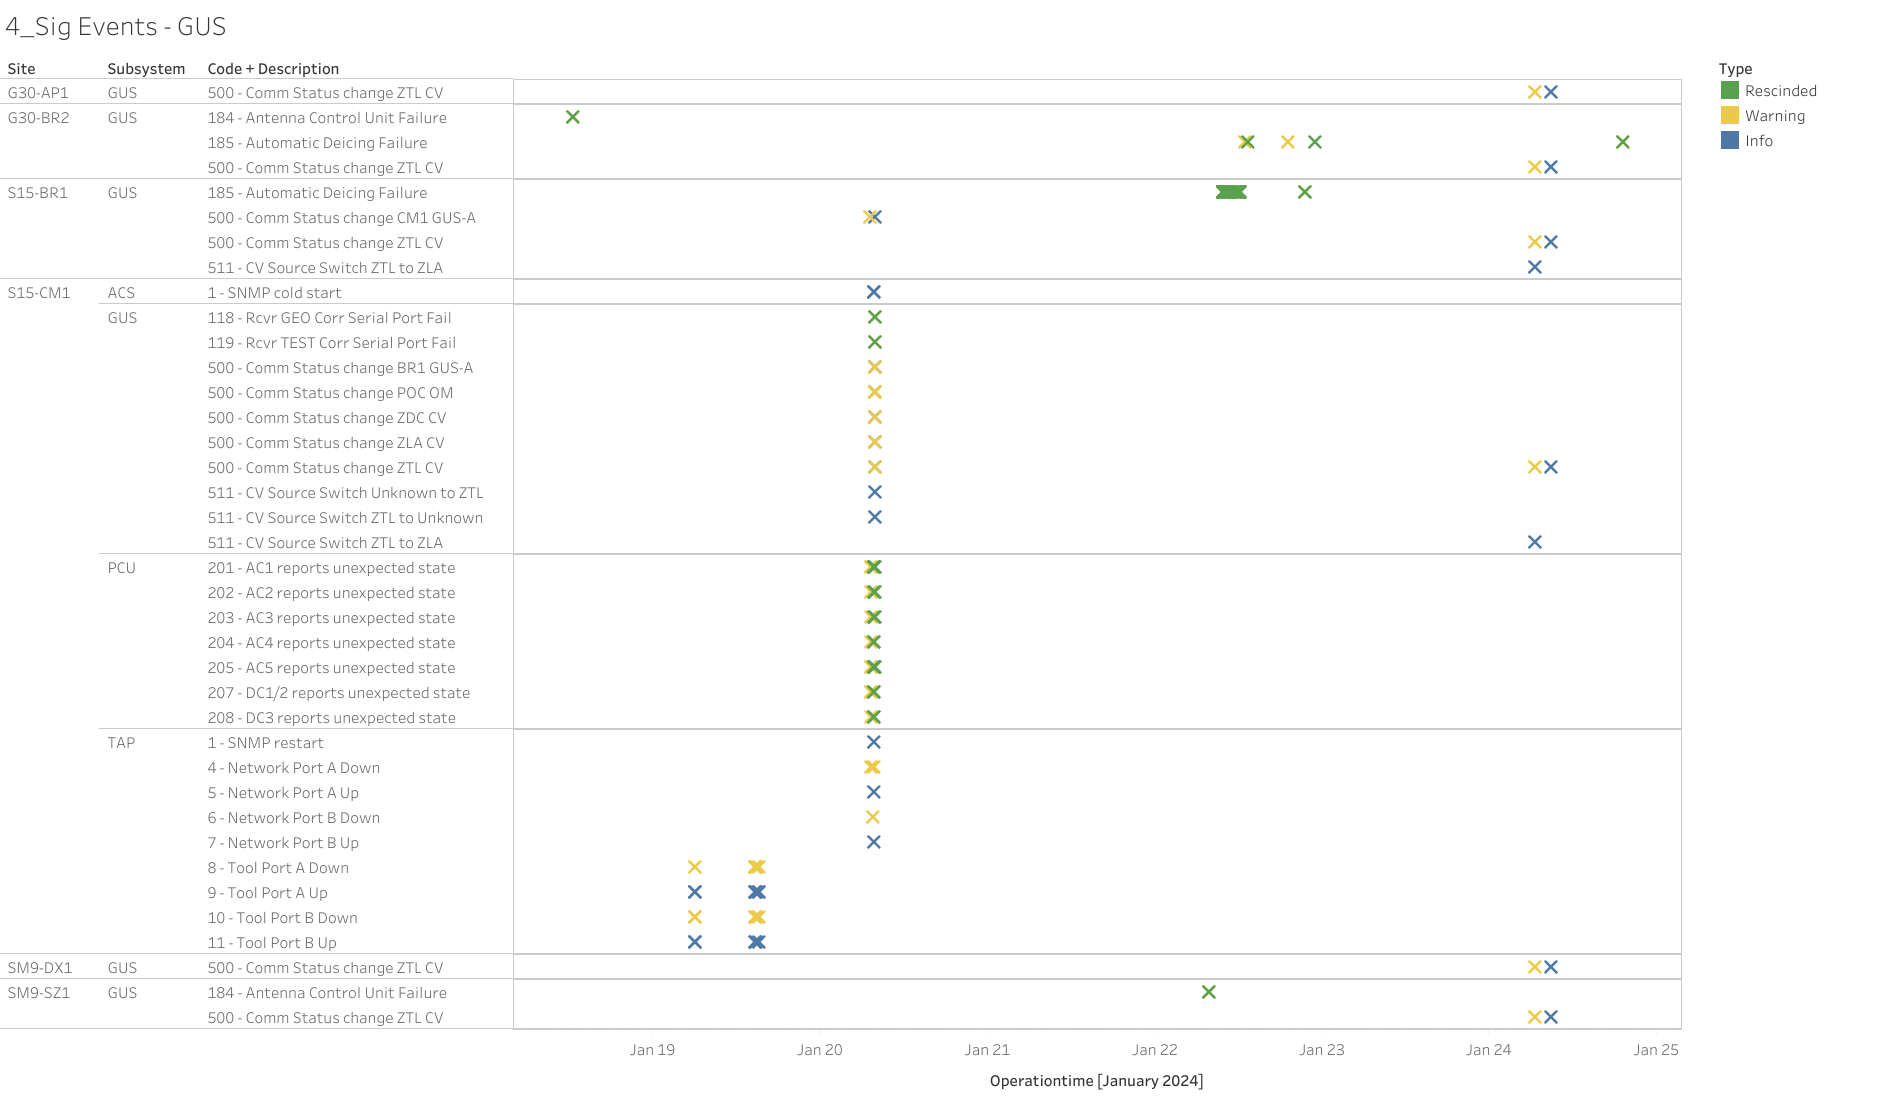 4_Sig Events - GUS
Site Subsystem Code + Description
Type
G30-AP1 GUS 500 - Comm Status change ZTL CV
Rescinded
G30-BR2 GUS 184 - Antenna Control Unit Failure
Warning
185 - Automatic Deicing Failure
Info
500 - Comm Status change ZTL CV
S15-BR1 GUS 185 - Automatic Deicing Failure
500 - Comm Status change CM1 GUS-A
500 - Comm Status change ZTL CV
511 - CV Source Switch ZTL to ZLA
S15-CM1 ACS 1 - SNMP cold start
GUS 118 - Rcvr GEO Corr Serial Port Fail
119 - Rcvr TEST Corr Serial Port Fail
500 - Comm Status change BR1 GUS-A
500 - Comm Status change POC OM
500 - Comm Status change ZDC CV
500 - Comm Status change ZLA CV
500 - Comm Status change ZTL CV
511 - CV Source Switch Unknown to ZTL
511 - CV Source Switch ZTL to Unknown
511 - CV Source Switch ZTL to ZLA
PCU 201 - AC1 reports unexpected state
202 - AC2 reports unexpected state
203 - AC3 reports unexpected state
204 - AC4 reports unexpected state
205 - AC5 reports unexpected state
207 - DC1/2 reports unexpected state
208 - DC3 reports unexpected state
TAP 1 - SNMP restart
4 - Network Port A Down
5 - Network Port A Up
6 - Network Port B Down
7 - Network Port B Up
8 - Tool Port A Down
9 - Tool Port A Up
10 - Tool Port B Down
11 - Tool Port B Up
SM9-DX1 GUS 500 - Comm Status change ZTL CV
SM9-SZ1 GUS 184 - Antenna Control Unit Failure
500 - Comm Status change ZTL CV
Jan 19 Jan 20 Jan 21 Jan 22 Jan 23 Jan 24 Jan 25
Operationtime [January 2024]